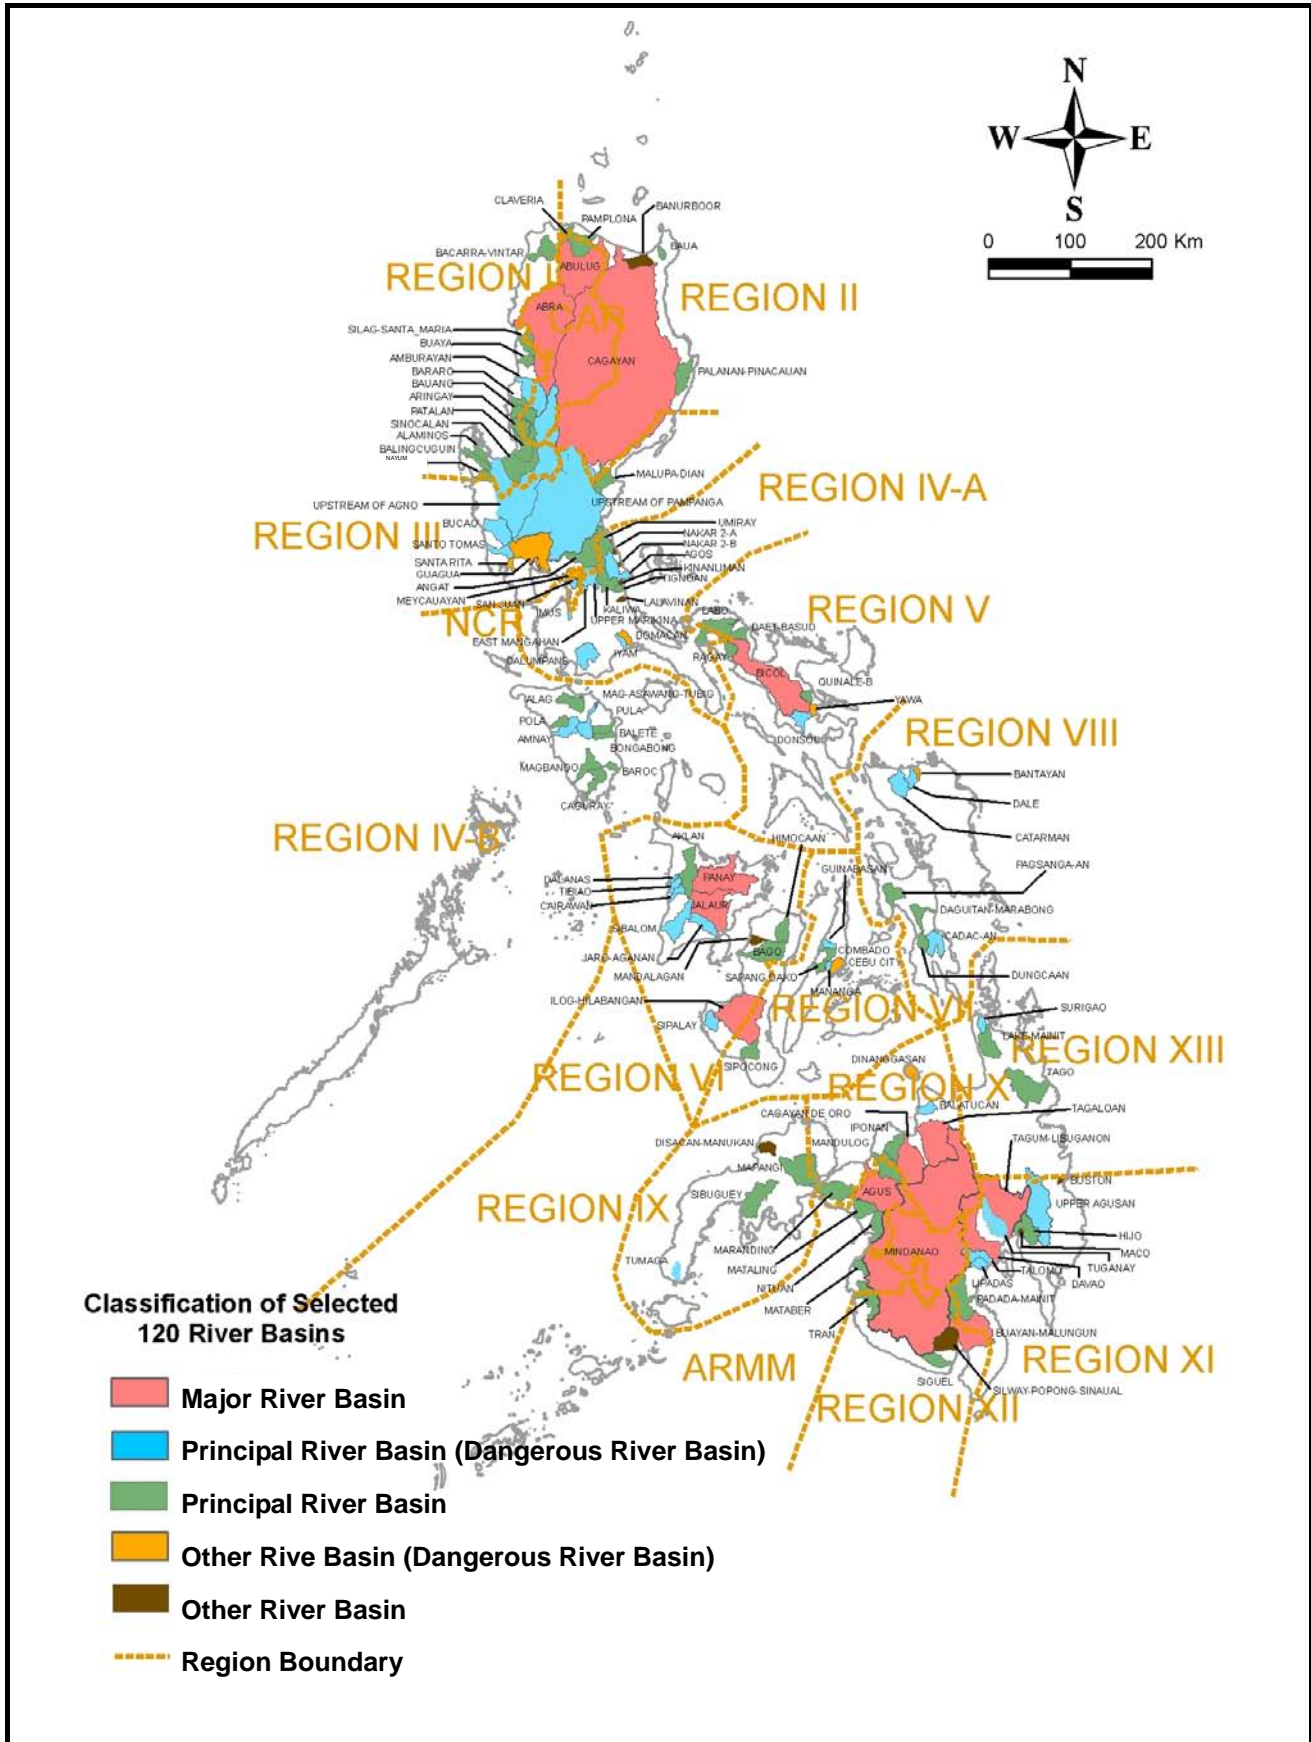 N
W E
S
0 100 200 Km
CLAVERIA
PAMPLONA
BANURBOOR
BACARRA-VINTAR
BAUA
REGION I
ABULUG
REGION II
ABRA
CAR
SILAG-SANTA_MARIA
BUAYA
AMBURAYAN
CAGAYAN
BARARO
PALANAN-PINACAUAN
BAUANG
ARINGAY
PATALAN
SINOCALAN
ALAMINOS
BALINGCUGUIN
NAYUM
MALUPA-DIAN
REGION IV-A
UPSTREAM OF AGNO
UPSTREAM OF PAMPANGA
BUCAO
UMIRAY
REGION III
NAKAR 2-A
SANTO TOMAS
NAKAR 2-B
AGOS
SANTA RITA
KINANLIMAN
GUAGUA
TIGNOAN
ANGAT
MEYCAUAYAN
SAN JUAN
LALAVINAN
IMUS
KALIWA
LABO
REGION V
NCR
UPPER MARIKINA
DAET-BASUD
EAST MANGAHAN
DOMACAN
IYAM
CALUMPANG
RAGAY
BICOL
QUINALE-B
ALAG
MAG-ASAWANG-TUBIG
YAWA
PULA
POLA
BALETE
AMNAY
DONSOL
REGION VIII
BONGABONG
MAGBANDO
BAROC
BANTAYAN
CAGURAY
DALE
REGION IV-B
CATARMAN
AKLAN
HIMOCAAN
PAGSANGA-AN
GUINABASAN
DALANAS
PANAY
TIBIAO
CAIRAWAN
JALAUR
DAGUITAN-MARABONG
SIBALOM
CADAC-AN
JARO-AGANAN
BAGO
COMBADO
CEBU CITY
MANDALAGAN
SAPANG DAKO
DUNGCAAN
MANANGA
ILOG-HILABANGAN
REGION VII
SURIGAO
SIPALAY
LAKE-MAINIT
REGION XIII
SIPOCONG
DINANGGASAN
TAGO
REGION VI
REGION X
BALATUCAN
CAGAYAN DE ORO
TAGALOAN
IPONAN
DISACAN-MANUKAN
MANDULOG
TAGUM-LIBUGANON
MAPANGI
BUSTON
SIBUGUEY
AGUS
UPPER AGUSAN
REGION IX
HIJO
MARANDING
MINDANAO
MACO
TUMAGA
MATALING
TUGANAY
TALOMO
NITUAN
LIPADAS
DAVAO
PADADA-MAINIT
MATABER
TRAN
BUAYAN-MALUNGUN
ARMM
REGION XI
SIGUEL
SILWAY-POPONG-SINAUAL
REGION XII
Classification of Selected
120 River Basins
Major River Basin
Principal River Basin (Dangerous River Basin)
Principal River Basin
Other Rive Basin (Dangerous River Basin)
Other River Basin
Region Boundary